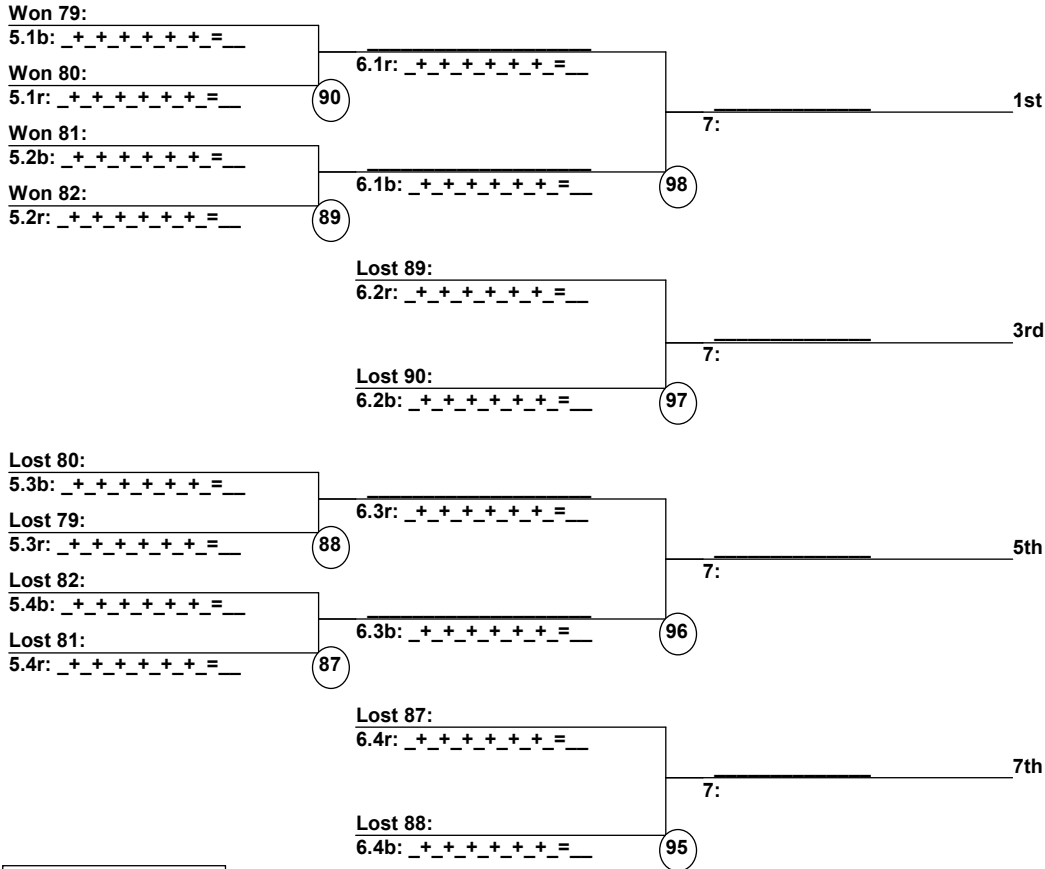 Won 79:
5.1b: _+_+_+_+_+_=__
6.1r: _+_+_+_+_+_=__
Won 80:
5.1r: _+_+_+_+_+_=__
90
1st
7:
Won 81:
5.2b: _+_+_+_+_+_=__
6.1b: _+_+_+_+_+_=__
98
Won 82:
5.2r: _+_+_+_+_+_=__
89
Lost 89:
6.2r: _+_+_+_+_+_=__
3rd
7:
Lost 90:
6.2b: _+_+_+_+_+_=__
97
Lost 80:
5.3b: _+_+_+_+_+_=__
6.3r: _+_+_+_+_+_=__
Lost 79:
5.3r: _+_+_+_+_+_=__
88
5th
7:
Lost 82:
5.4b: _+_+_+_+_+_=__
6.3b: _+_+_+_+_+_=__
96
Lost 81:
5.4r: _+_+_+_+_+_=__
87
Lost 87:
6.4r: _+_+_+_+_+_=__
7th
7:
Lost 88:
6.4b: _+_+_+_+_+_=__
95